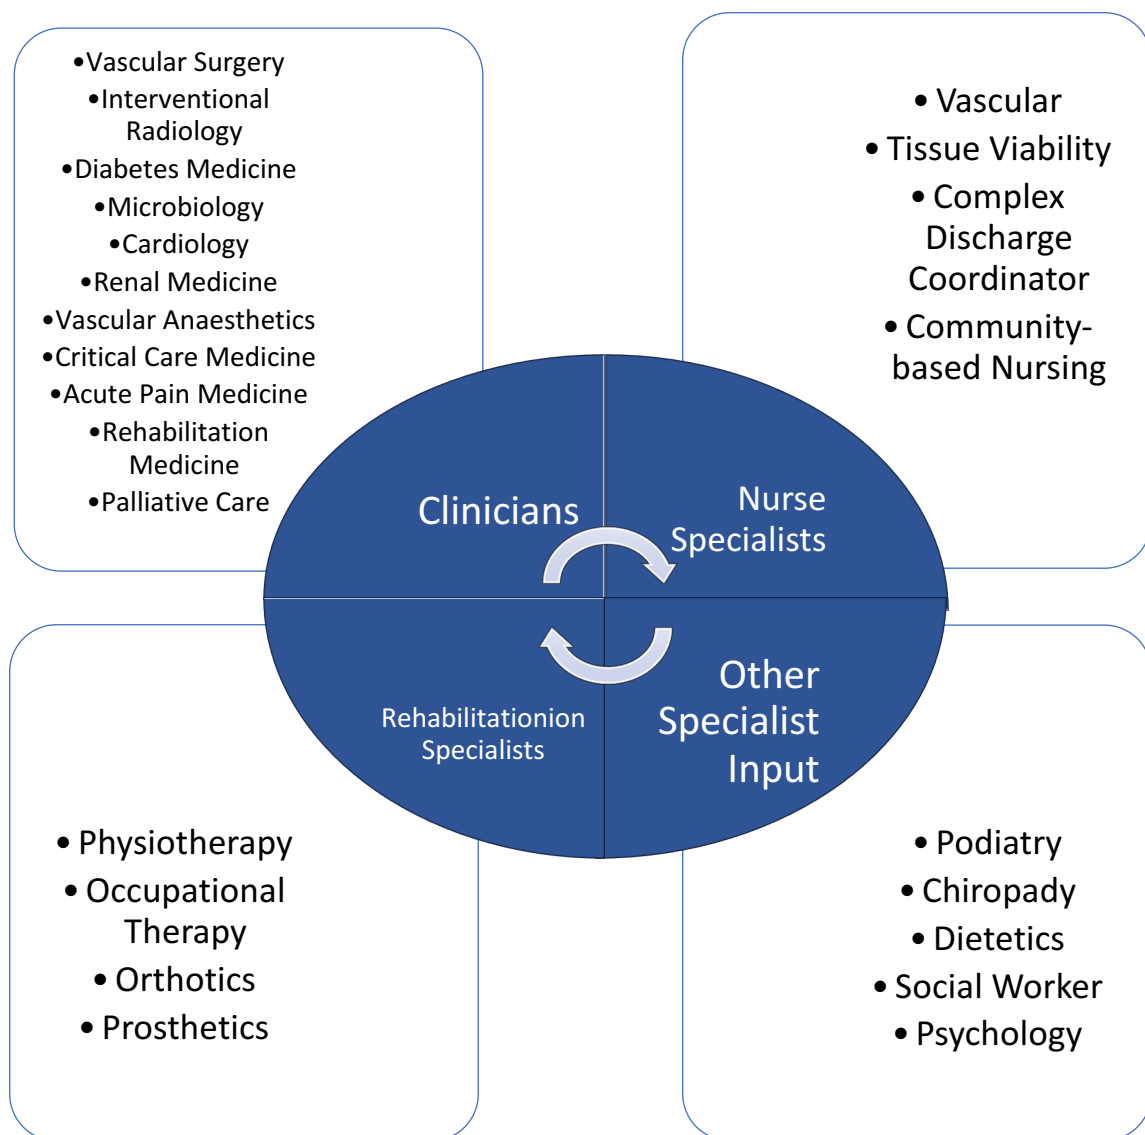 •Vascular Surgery
•Interventional
Radiology
•Diabetes Medicine
•Microbiology
•Cardiology
•Renal Medicine
•Vascular Anaesthetics
•Critical Care Medicine
•Acute Pain Medicine
•Rehabilitation
Medicine
•Palliative Care
• Vascular
• Tissue Viability
• Complex
Discharge
Coordinator
• Community-
based Nursing
Clinicians
Nurse
Specialists
Rehabilitationion
Specialists
Other
Specialist
Input
• Physiotherapy
• Occupational
Therapy
• Orthotics
• Prosthetics
• Podiatry
• Chiropady
• Dietetics
• Social Worker
• Psychology